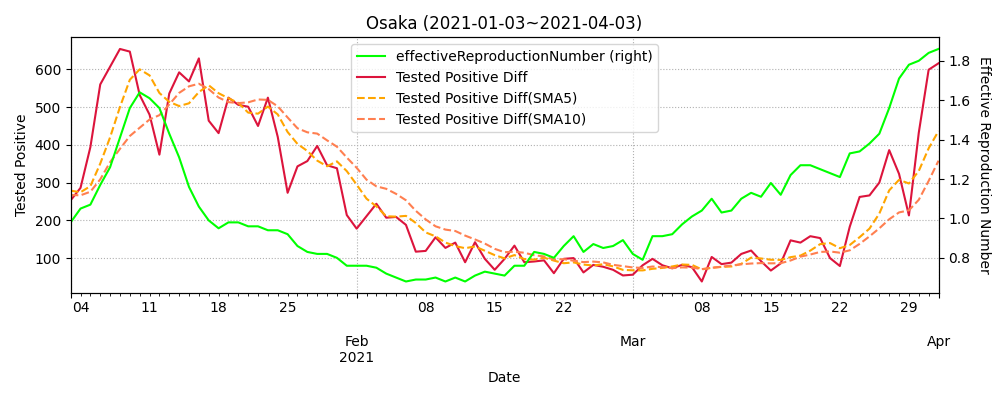 Osaka (2021-01-03~2021-04-03)
effectiveReproductionNumber (right)
Tested Positive Diff
Tested Positive Diff(SMA5)
Tested Positive Diff(SMA10)
Tested Positive
600
500
400
300
200
100
1.8
1.6
1.4
1.2
1.0
0.8
Effective Reproduction Number
04 11 18 25 08 15 22 08 15 22 29
Feb Mar Apr
2021
Date